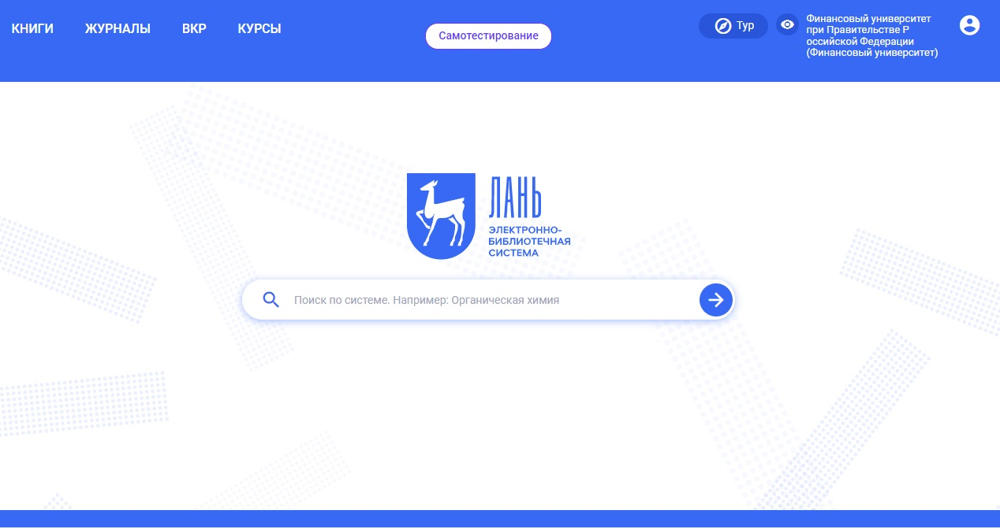 КНИГИ
ЖУРНАЛЫ
ВКР
КУРСЫ
Самотестирование
Тур
Финансовый университет
при Правительстве Р
оссийской Федерации
(Финансовый университет)
ЛАНЬ
ЭЛЕКТРОННО-
БИБЛИОТЕЧНАЯ
СИСТЕМА
Поиск по системе. Например: Органическая химия